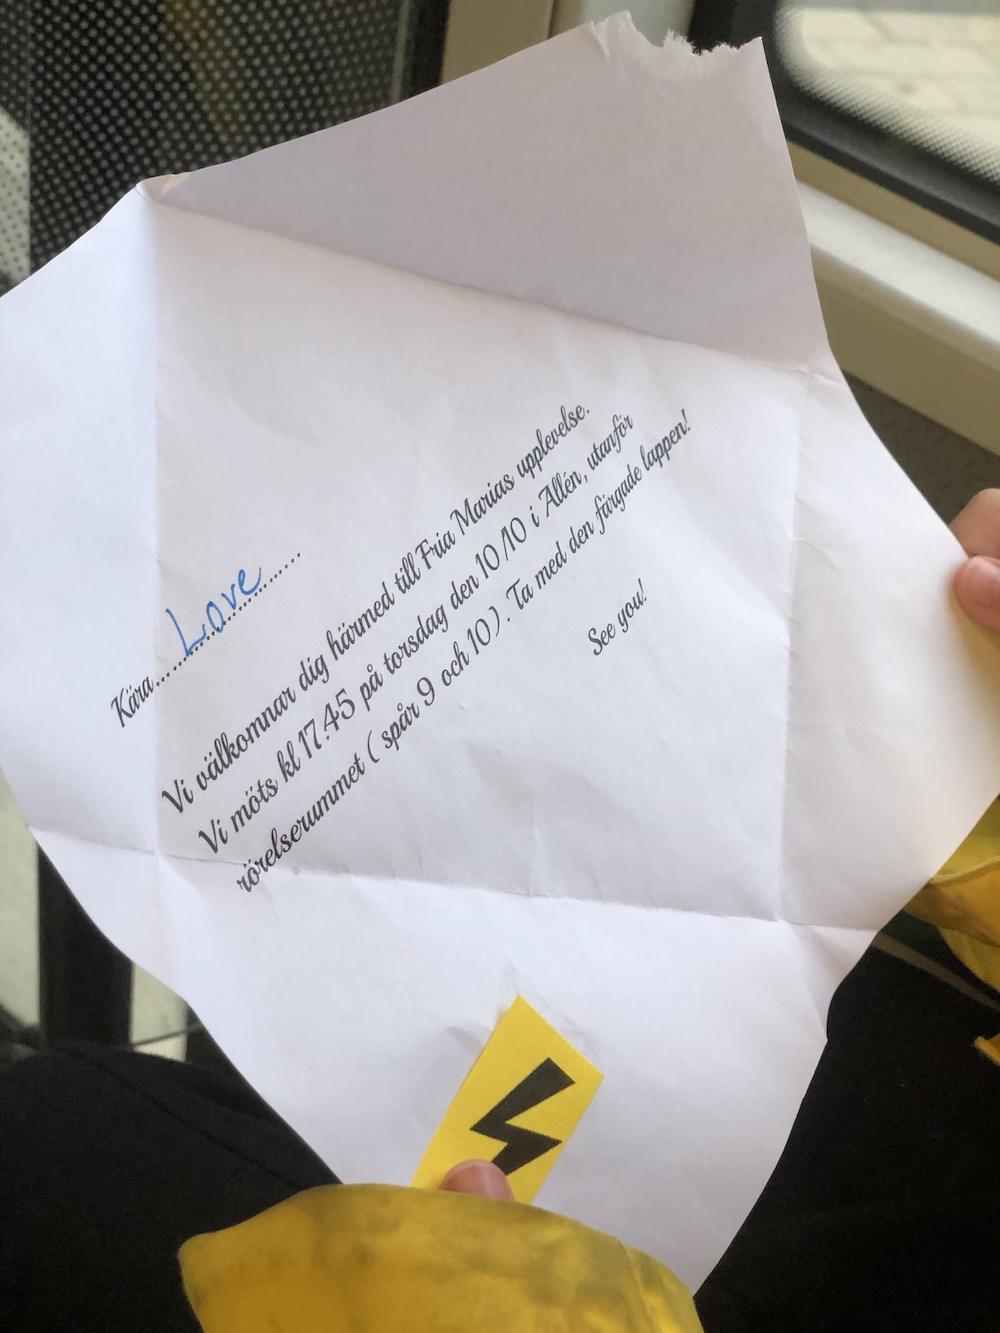 Kära.....Love.....
Vi välkomnar dig härmed till Fria Marias upplevelse.
Vi möts kl 17.45 på torsdag den 10/10 i Allén, utanför
rörelserummet ( spår 9 och 10). Ta med den färgade lappen!
See you!